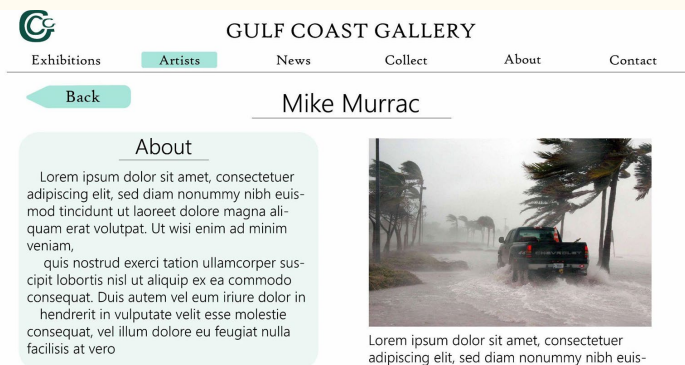 GCC
GULF COAST GALLERY
Exhibitions Artists News Collect About Contact
Back
Mike Murrac
About
Lorem ipsum dolor sit amet, consectetuer
adipiscing elit, sed diam nonummy nibh euis-
mod tincidunt ut laoreet dolore magna ali-
quam erat volutpat. Ut wisi enim ad minim
veniam,
quis nostrud exerci tation ullamcorper sus-
cipit lobortis nisl ut aliquip ex ea commodo
consequat. Duis autem vel eum iriure dolor in
hendrerit in vulputate velit esse molestie
consequat, vel illum dolore eu feugiat nulla
facilisis at vero
CHEVROLET
Lorem ipsum dolor sit amet, consectetuer
adipiscing elit, sed diam nonummy nibh euis-